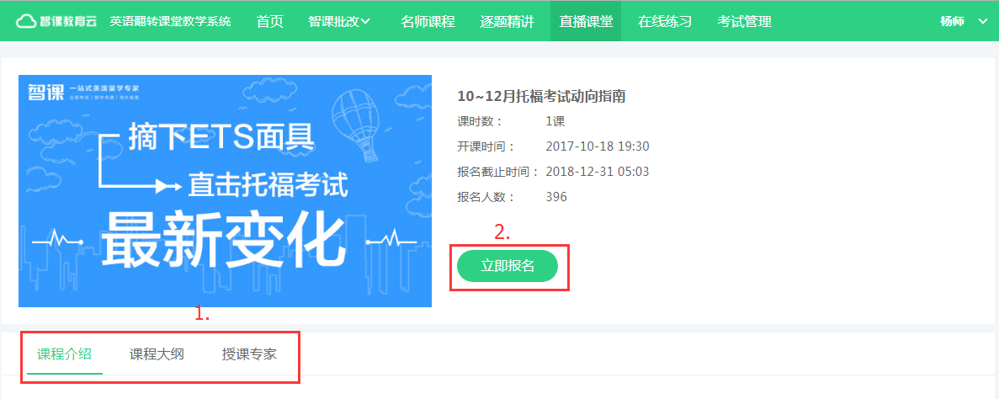 智课教育云 英语翻转课堂教学系统 首页 智课批改 名师课程 逐题精讲 直播课堂 在线练习 考试管理 杨师
智课 一站式美国留学专家
出国考试 | 留学申请 | 海外服务
摘下ETS面具
直击托福考试
最新变化
10~12月托福考试动向指南
课时数： 1课
开课时间： 2017-10-18 19:30
报名截止时间： 2018-12-31 05:03
报名人数： 396
2.
立即报名
1.
课程介绍 课程大纲 授课专家